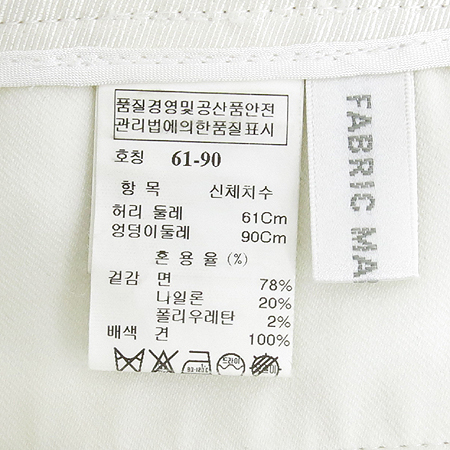 품질경영및공산품안전
관리법에의한품질표시
호칭 61-90
항 목 신체치수
허리 둘레 61Cm
엉덩이둘레 90Cm
혼 용 율 (%)
겉감 면 78%
나일론 20%
폴리우레탄 2%
배색 견 100%
드라이
FABRIC MA